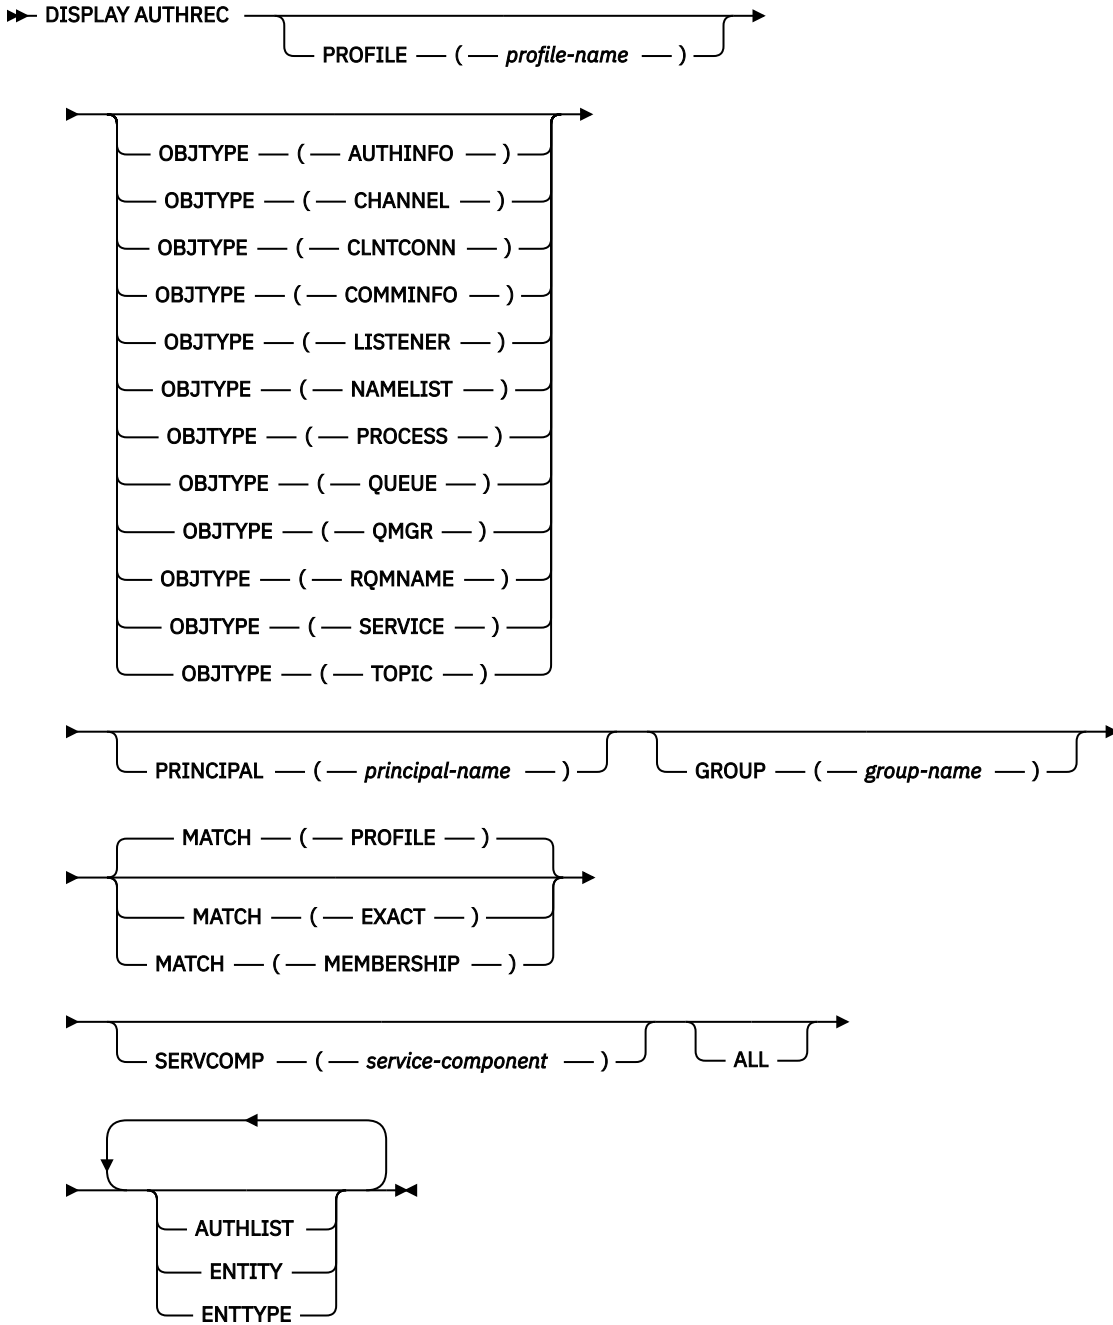 DISPLAY AUTHREC
PROFILE ( profile-name )
OBJTYPE ( AUTHINFO )
OBJTYPE ( CHANNEL )
OBJTYPE ( CLNTCONN )
OBJTYPE ( COMMINFO )
OBJTYPE ( LISTENER )
OBJTYPE ( NAMELIST )
OBJTYPE ( PROCESS )
OBJTYPE ( QUEUE )
OBJTYPE ( QMGR )
OBJTYPE ( RQMNAME )
OBJTYPE ( SERVICE )
OBJTYPE ( TOPIC )
PRINCIPAL ( principal-name ) GROUP ( group-name )
MATCH ( PROFILE )
MATCH ( EXACT )
MATCH ( MEMBERSHIP )
SERVCOMP ( service-component ) ALL
AUTHLIST
ENTITY
ENTTYPE